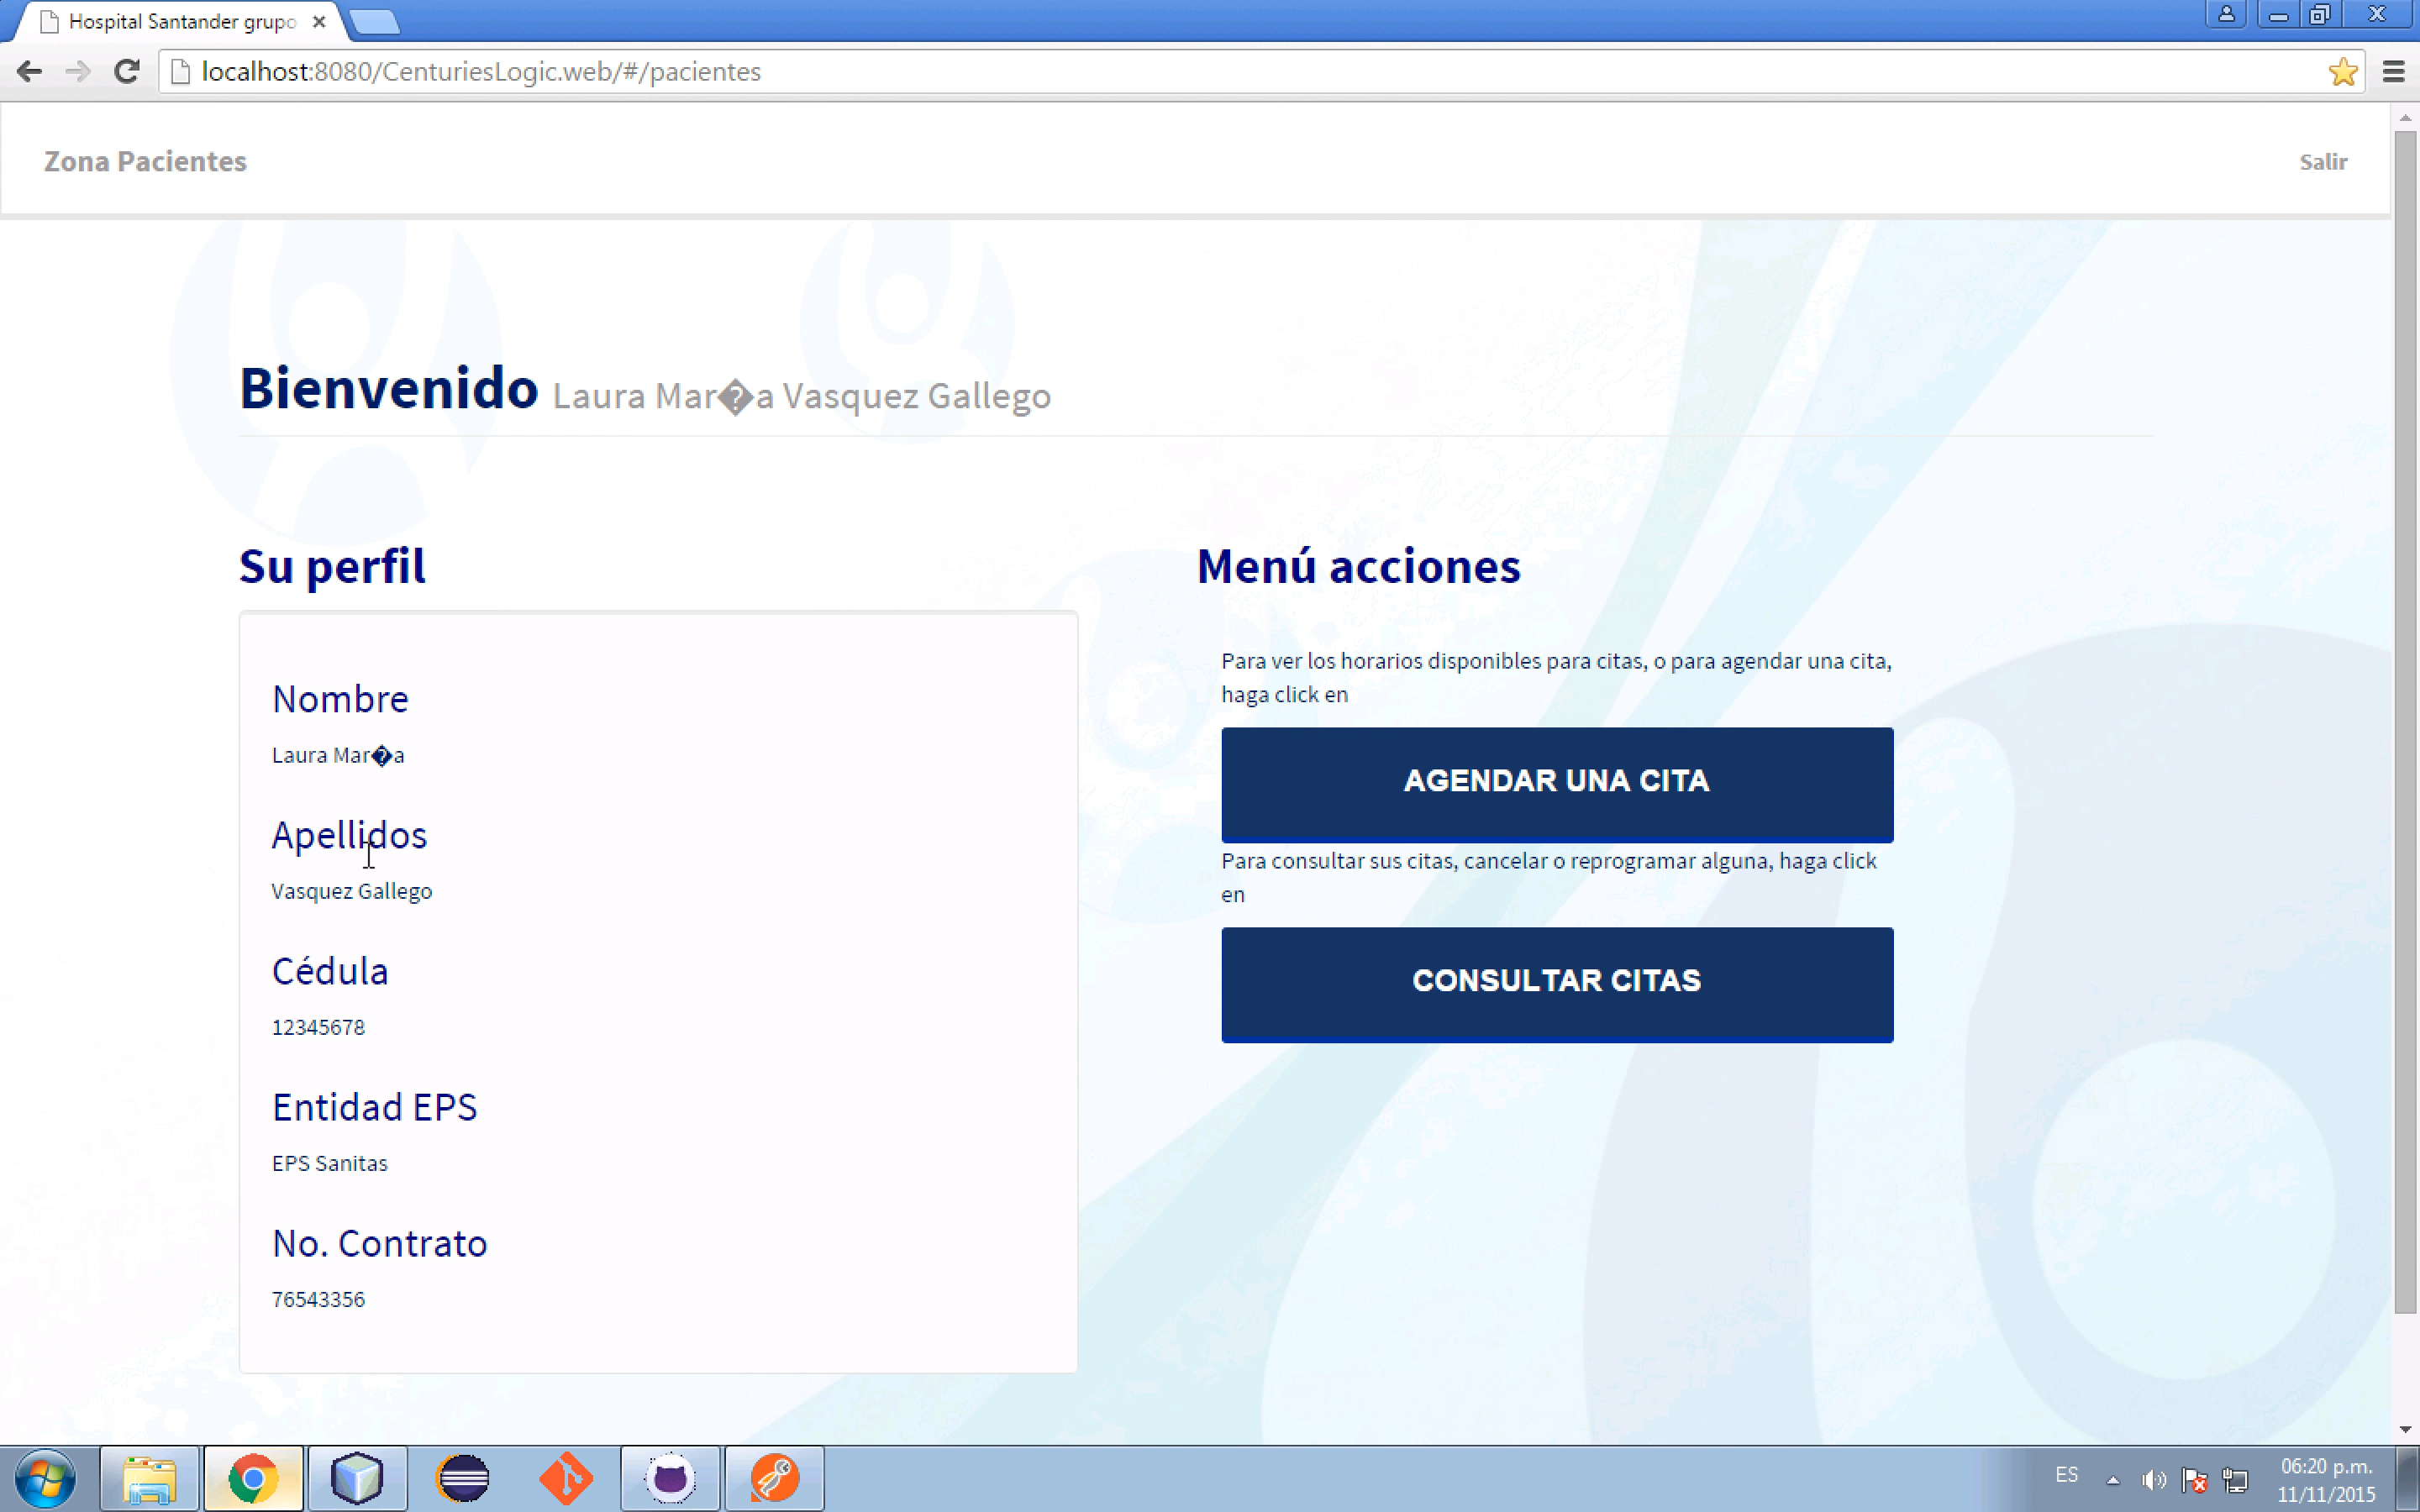 Hospital Santander grupo
localhost:8080/CenturiesLogic.web/#/pacientes
Zona Pacientes
Salir
Bienvenido Laura Mar�a Vasquez Gallego
Su perfil
Nombre
Laura Mar�a
Apellidos
Vasquez Gallego
Cédula
12345678
Entidad EPS
EPS Sanitas
No. Contrato
76543356
Menú acciones
Para ver los horarios disponibles para citas, o para agendar una cita,
haga click en
AGENDAR UNA CITA
Para consultar sus citas, cancelar o reprogramar alguna, haga click
en
CONSULTAR CITAS
ES
06:20 p.m.
11/11/2015